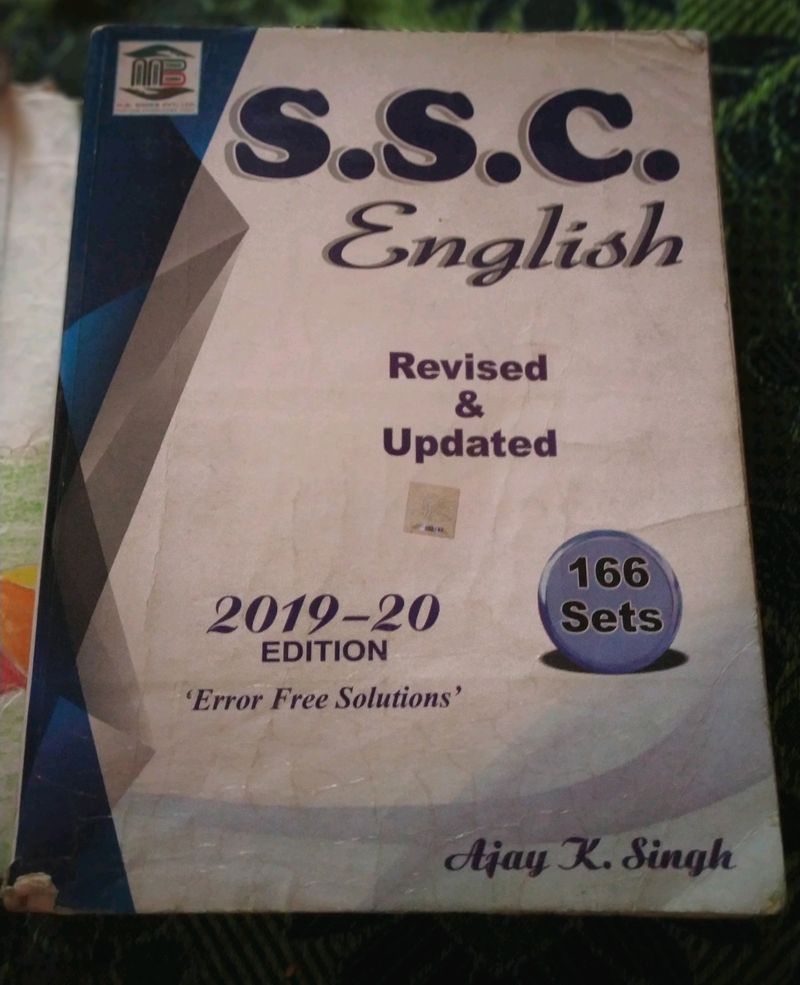 S.S.C.
English
Revised
&
Updated
166
Sets
2019–20
EDITION
‘Error Free Solutions’
Ajay K. Singh